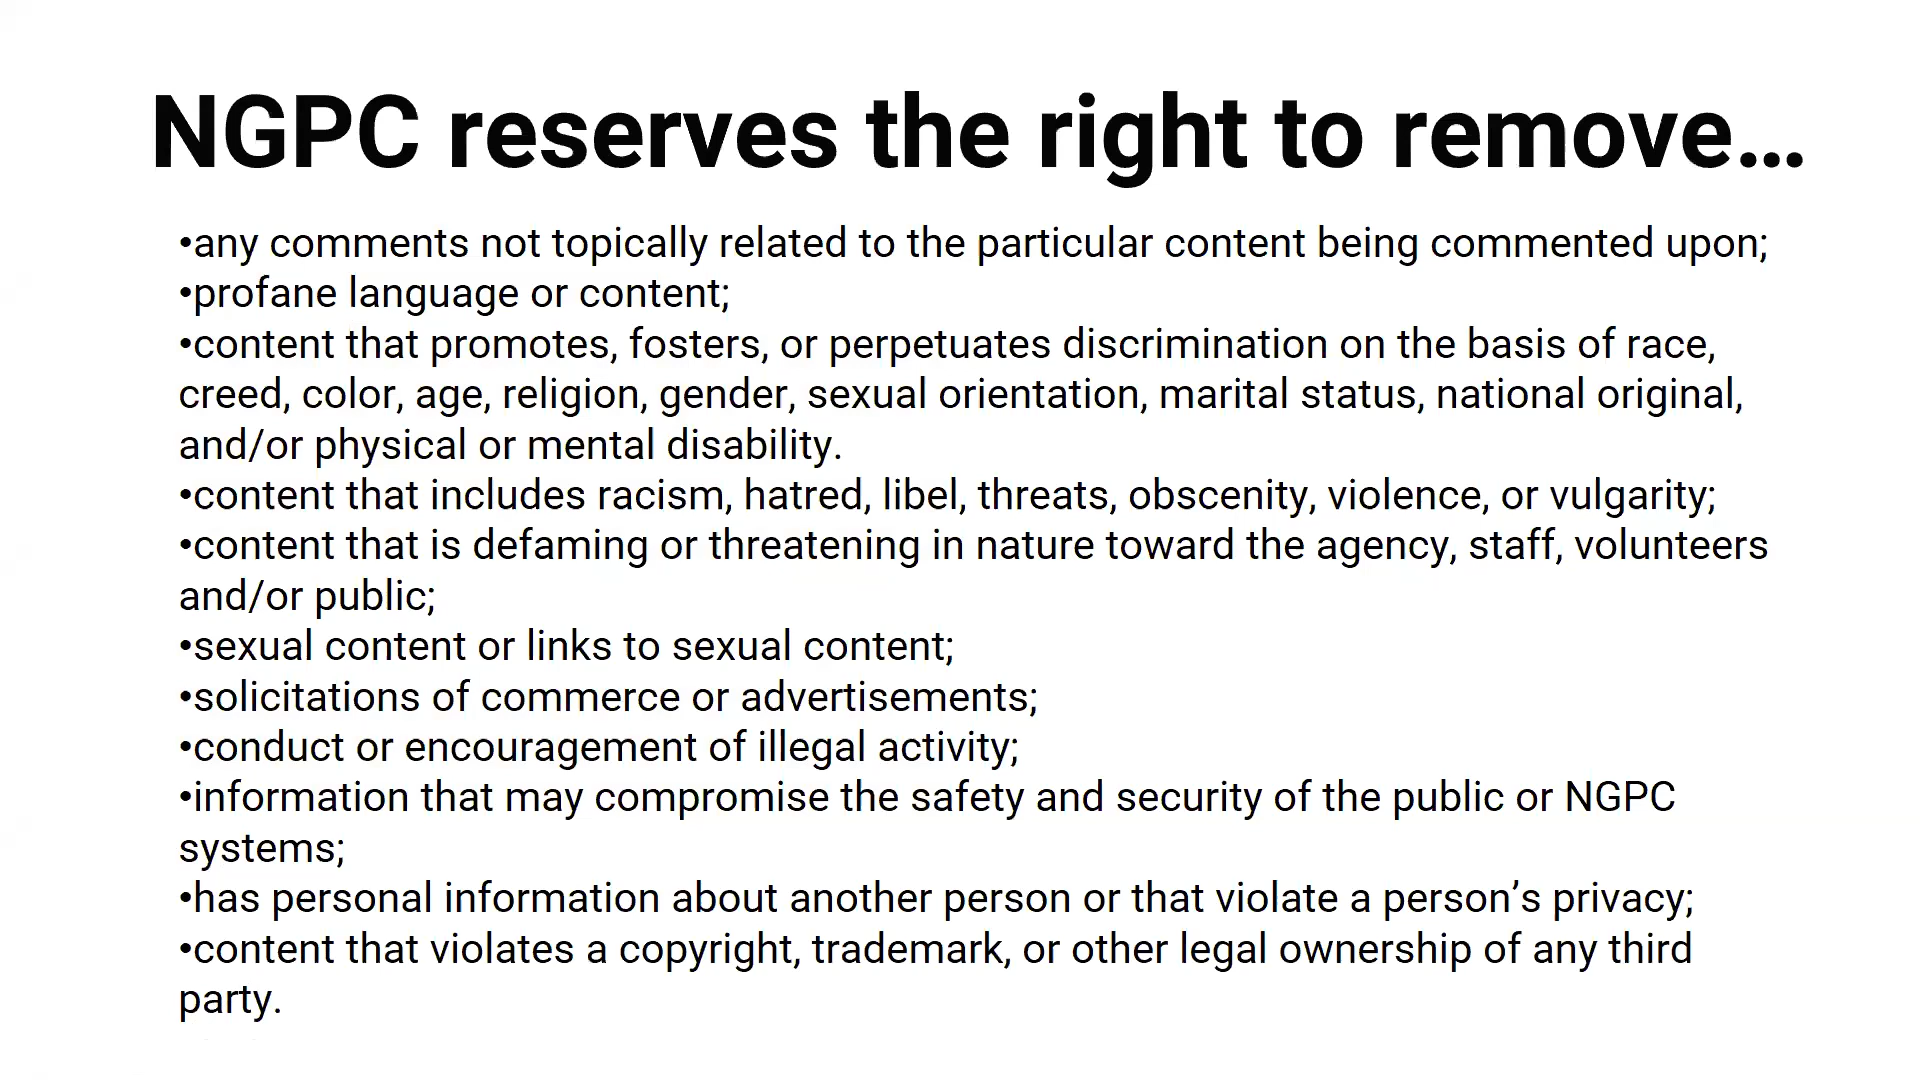 NGPC reserves the right to remove…
•any comments not topically related to the particular content being commented upon;
•profane language or content;
•content that promotes, fosters, or perpetuates discrimination on the basis of race,
creed, color, age, religion, gender, sexual orientation, marital status, national original,
and/or physical or mental disability.
•content that includes racism, hatred, libel, threats, obscenity, violence, or vulgarity;
•content that is defaming or threatening in nature toward the agency, staff, volunteers
and/or public;
•sexual content or links to sexual content;
•solicitations of commerce or advertisements;
•conduct or encouragement of illegal activity;
•information that may compromise the safety and security of the public or NGPC
systems;
•has personal information about another person or that violate a person’s privacy;
•content that violates a copyright, trademark, or other legal ownership of any third
party.